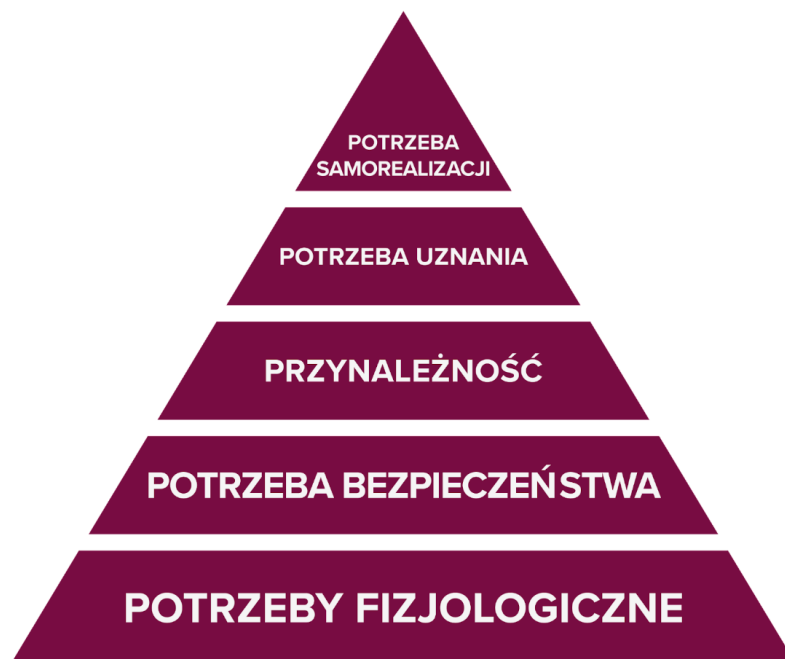 POTRZEBA
SAMOREALIZACJI
POTRZEBA UZNANIA
PRZYNALEŻNOŚĆ
POTRZEBA BEZPIECZEŃSTWA
POTRZEBY FIZJOLOGICZNE